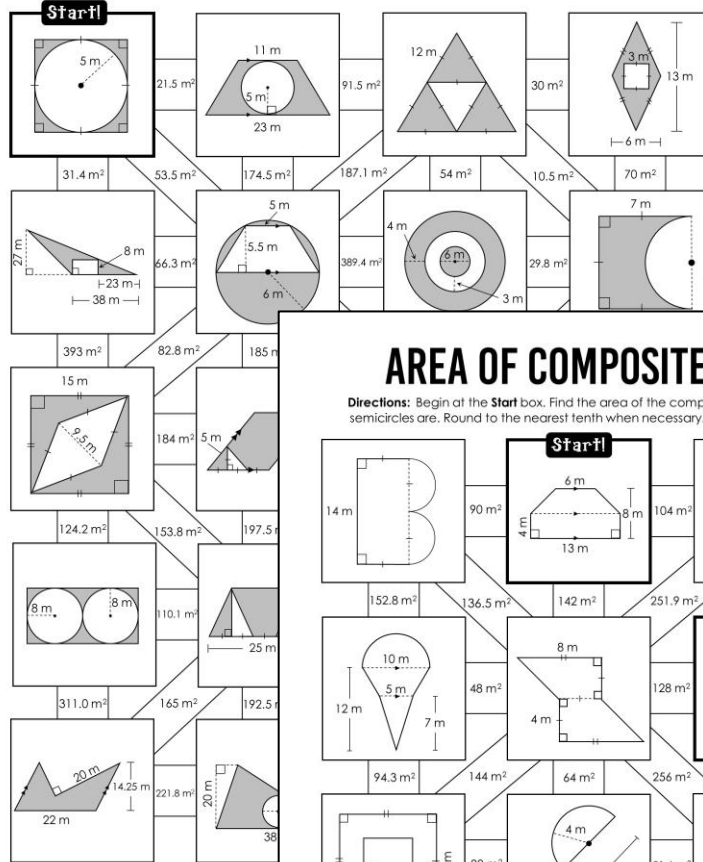 Start!
5 m
21.5 m²
11 m
5 m
23 m
91.5 m²
12 m
30 m²
3 m
13 m
6 m
31.4 m²
53.5 m²
174.5 m²
187.1 m²
54 m²
10.5 m²
70 m²
27 m
8 m
23 m
38 m
66.3 m²
5 m
5.5 m
6 m
389.4 m²
4 m
6 m
3 m
29.8 m²
7 m
393 m²
82.8 m²
185 m
15 m
9.5 m
184 m²
5 m
124.2 m²
153.8 m²
197.5
8 m
8 m
110.1 m²
25 m
311.0 m²
165 m²
192.5
20 m
14.25 m
22 m
221.8 m²
20 m
38
AREA OF COMPOSITE
Directions: Begin at the Start box. Find the area of the comp
semicircles are. Round to the nearest tenth when necessary.
14 m
90 m²
Start!
6 m
4 m
8 m
13 m
104 m²
152.8 m²
136.5 m²
142 m²
251.9 m²
10 m
5 m
12 m
7 m
48 m²
8 m
4 m
128 m²
94.3 m²
144 m²
64 m²
256 m²
m
4 m